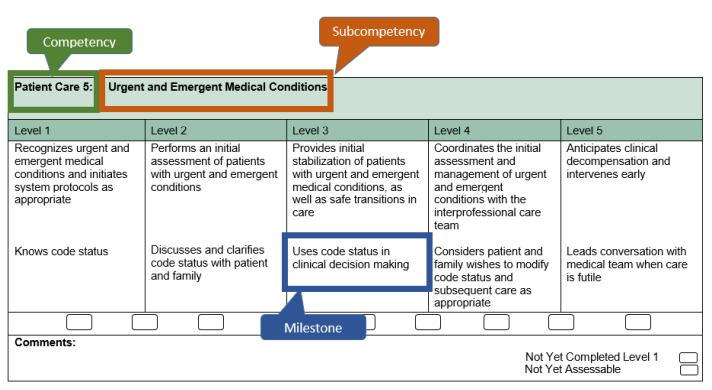 Subcompetency
Competency
Patient Care 5: Urgent and Emergent Medical Conditions
Level 1 Level 2 Level 3 Level 4 Level 5
Recognizes urgent and
emergent medical
conditions and initiates
system protocols as
appropriate
Performs an initial
assessment of patients
with urgent and emergent
conditions
Provides initial
stabilization of patients
with urgent and emergent
medical conditions, as
well as safe transitions in
care
Coordinates the initial
assessment and
management of urgent
and emergent
conditions with the
interprofessional care
team
Anticipates clinical
decompensation and
intervenes early
Knows code status
Discusses and clarifies
code status with patient
and family
Uses code status in
clinical decision making
Considers patient and
family wishes to modify
code status and
subsequent care as
appropriate
Leads conversation with
medical team when care
is futile
Milestone
Comments:
Not Yet Completed Level 1
Not Yet Assessable